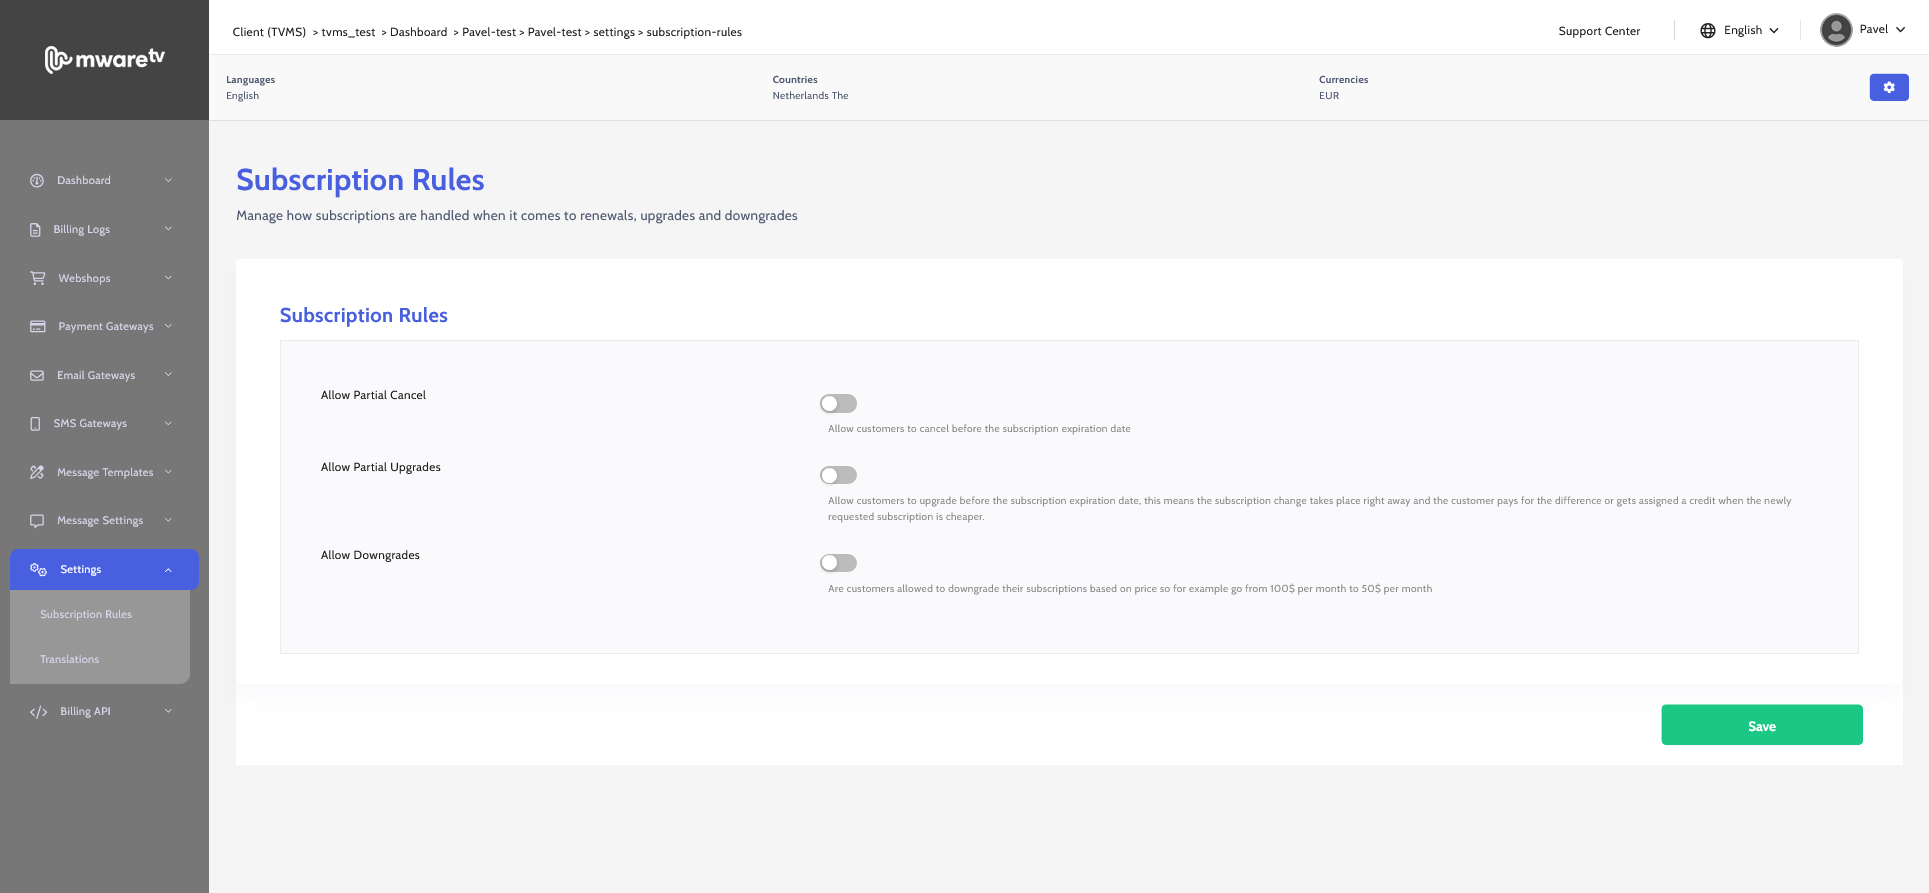 mwaretv
Client (TVMS) > tvms_test > Dashboard > Pavel-test > Pavel-test > settings > subscription-rules
Support Center
English
Pavel
Languages
English
Countries
Netherlands The
Currencies
EUR
Dashboard
Billing Logs
Webshops
Payment Gateways
Email Gateways
SMS Gateways
Message Templates
Message Settings
Settings
Subscription Rules
Translations
Billing API
Subscription Rules
Manage how subscriptions are handled when it comes to renewals, upgrades and downgrades
Subscription Rules
Allow Partial Cancel
Allow customers to cancel before the subscription expiration date
Allow Partial Upgrades
Allow customers to upgrade before the subscription expiration date, this means the subscription change takes place right away and the customer pays for the difference or gets assigned a credit when the newly
requested subscription is cheaper.
Allow Downgrades
Are customers allowed to downgrade their subscriptions based on price so for example go from 100$ per month to 50$ per month
Save